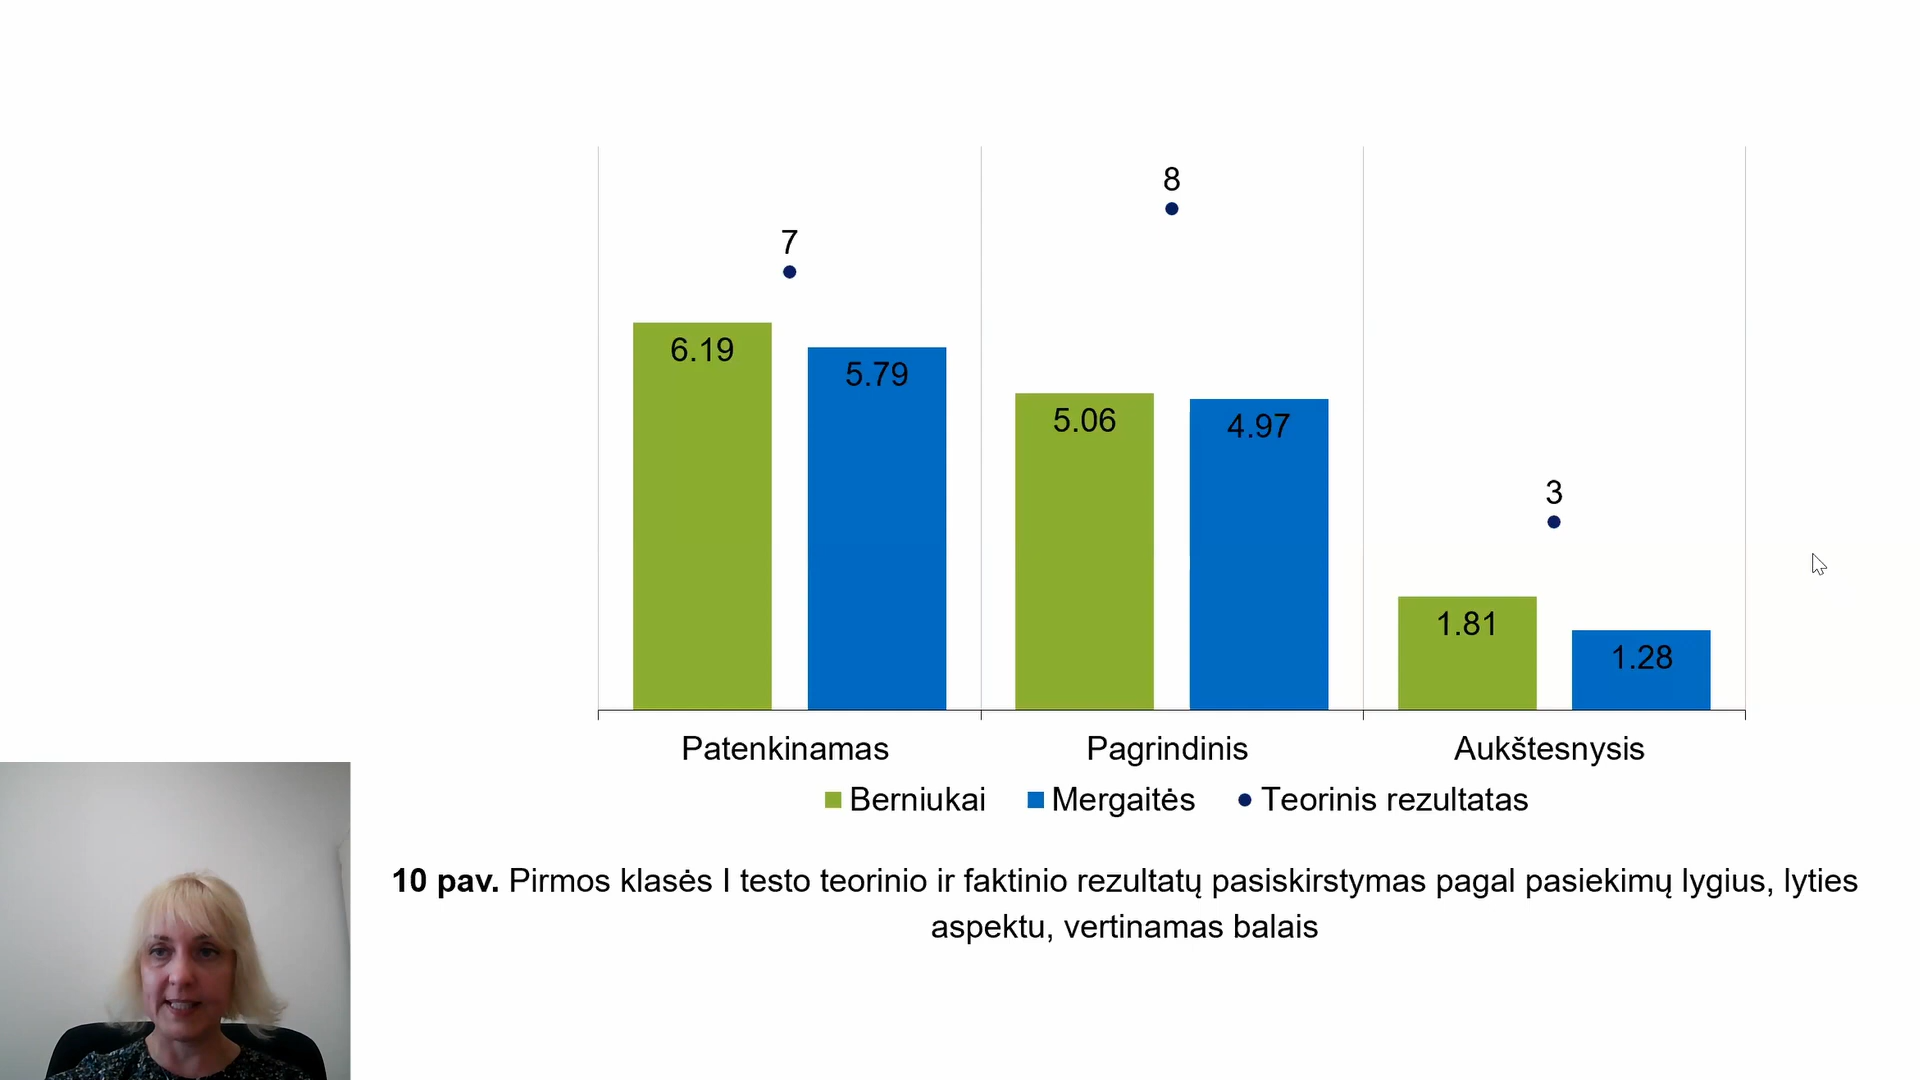 8
7
6.19
5.79
5.06
4.97
3
1.81
1.28
Patenkinamas Pagrindinis Aukštesnysis
Berniukai Mergaitės Teorinis rezultatas
10 pav. Pirmos klasės I testo teorinio ir faktinio rezultatų pasiskirstymas pagal pasiekimų lygius, lyties
aspektu, vertinamas balais